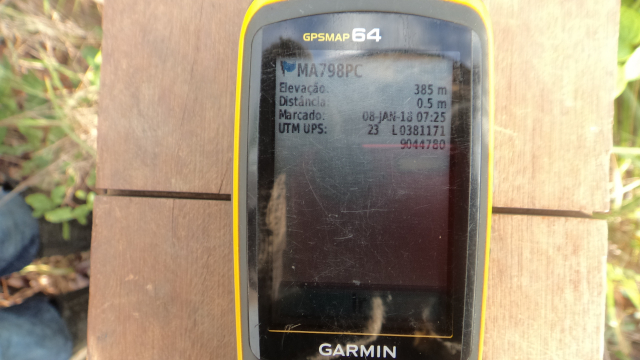 GPSMAP 64
MA798PC
Elevação: 385 m
Distância: 0.5 m
Marcado: 08-JAN-18 07:25
UTM UPS: 23 L 0381171
9044780
GARMIN